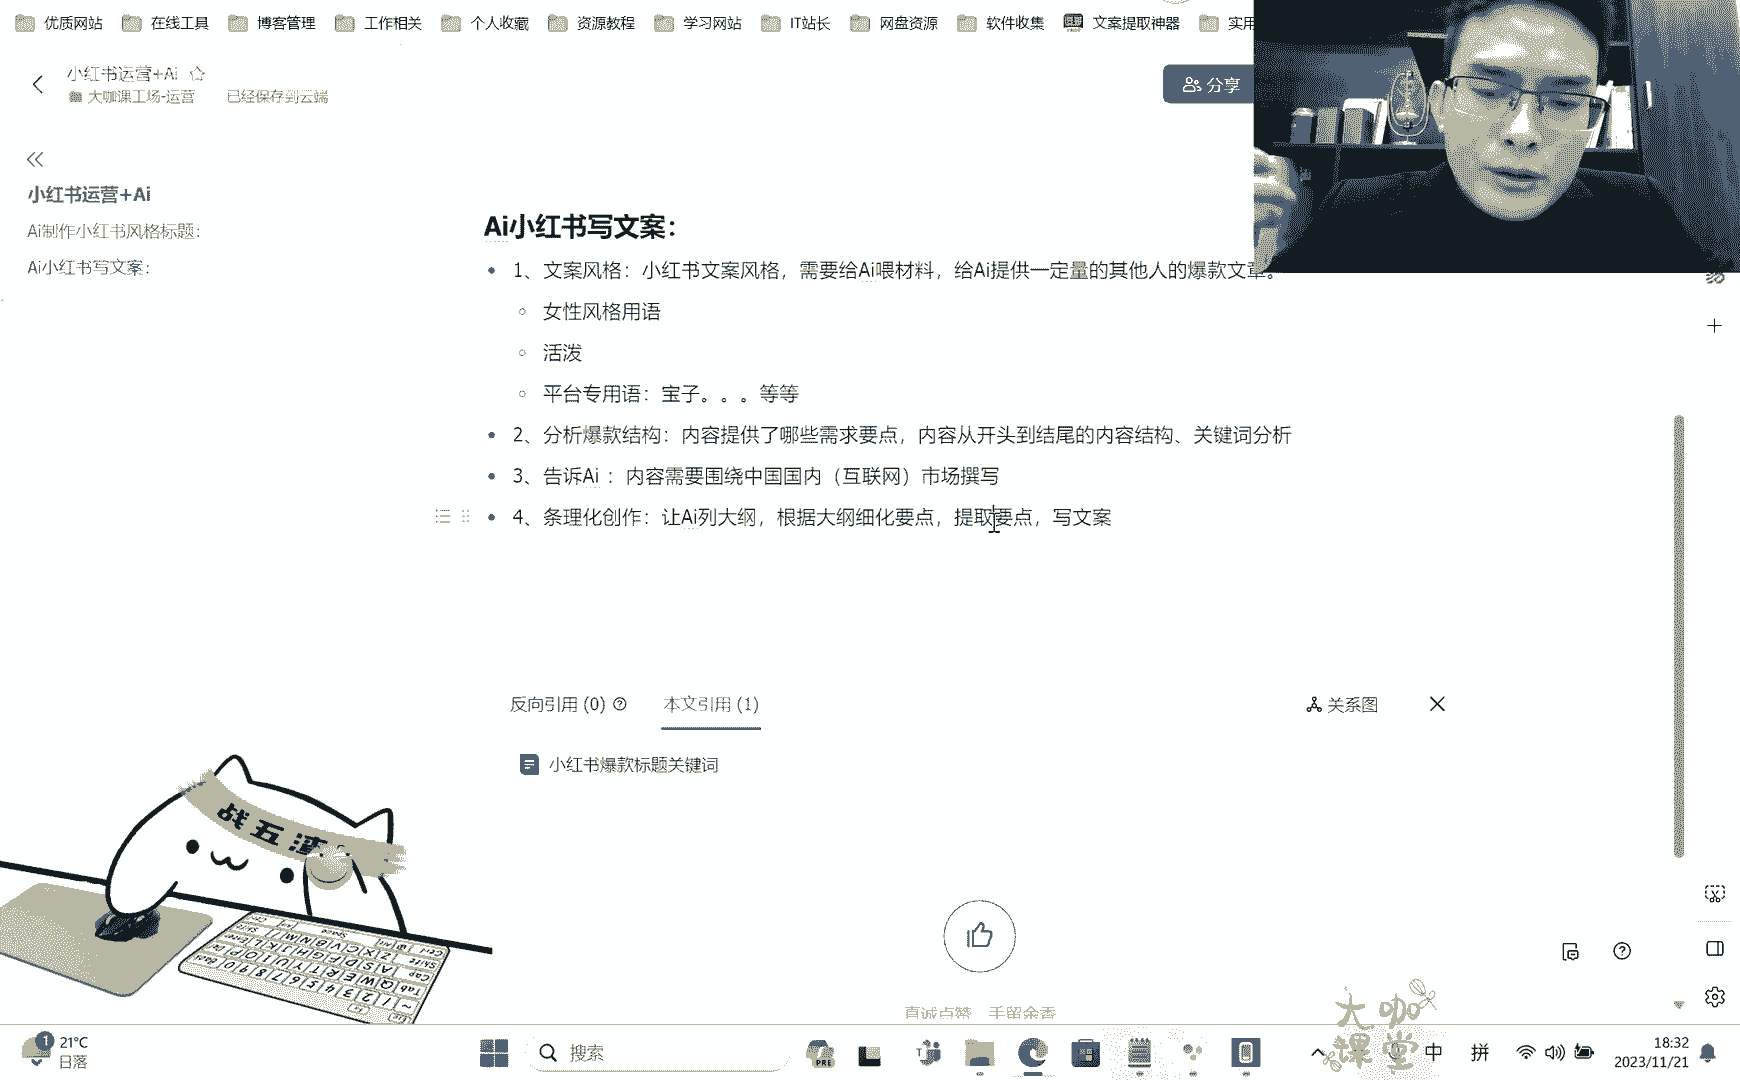 优质网站 在线工具 博客管理 工作相关 个人收藏 资源教程 学习网站 IT站长 网盘资源 软件收集 文案提取神器 实用
小红书运营+Ai
大咖课工场-运营 已经保存到云端
分享
小红书运营+Ai
Ai制作小红书风格标题：
Ai小红书写文案：
Ai小红书写文案：
1、文案风格：小红书文案风格，需要给Ai喂材料，给Ai提供一定量的其他人的爆款文章。
女性风格用语
活泼
平台专用语：宝子。。。等等
2、分析爆款结构：内容提供了哪些需求要点，内容从开头到结尾的内容结构、关键词分析
3、告诉Ai ：内容需要围绕中国国内（互联网）市场撰写
4、条理化创作：让Ai列大纲，根据大纲细化要点，提取要点，写文案
反向引用 (0) 本文引用 (1) 关系图
小红书爆款标题关键词
战五渣
真诚点赞，手留余香
大咖课堂
1 21°C
日落
搜索
PRE
中 拼
18:32
2023/11/21